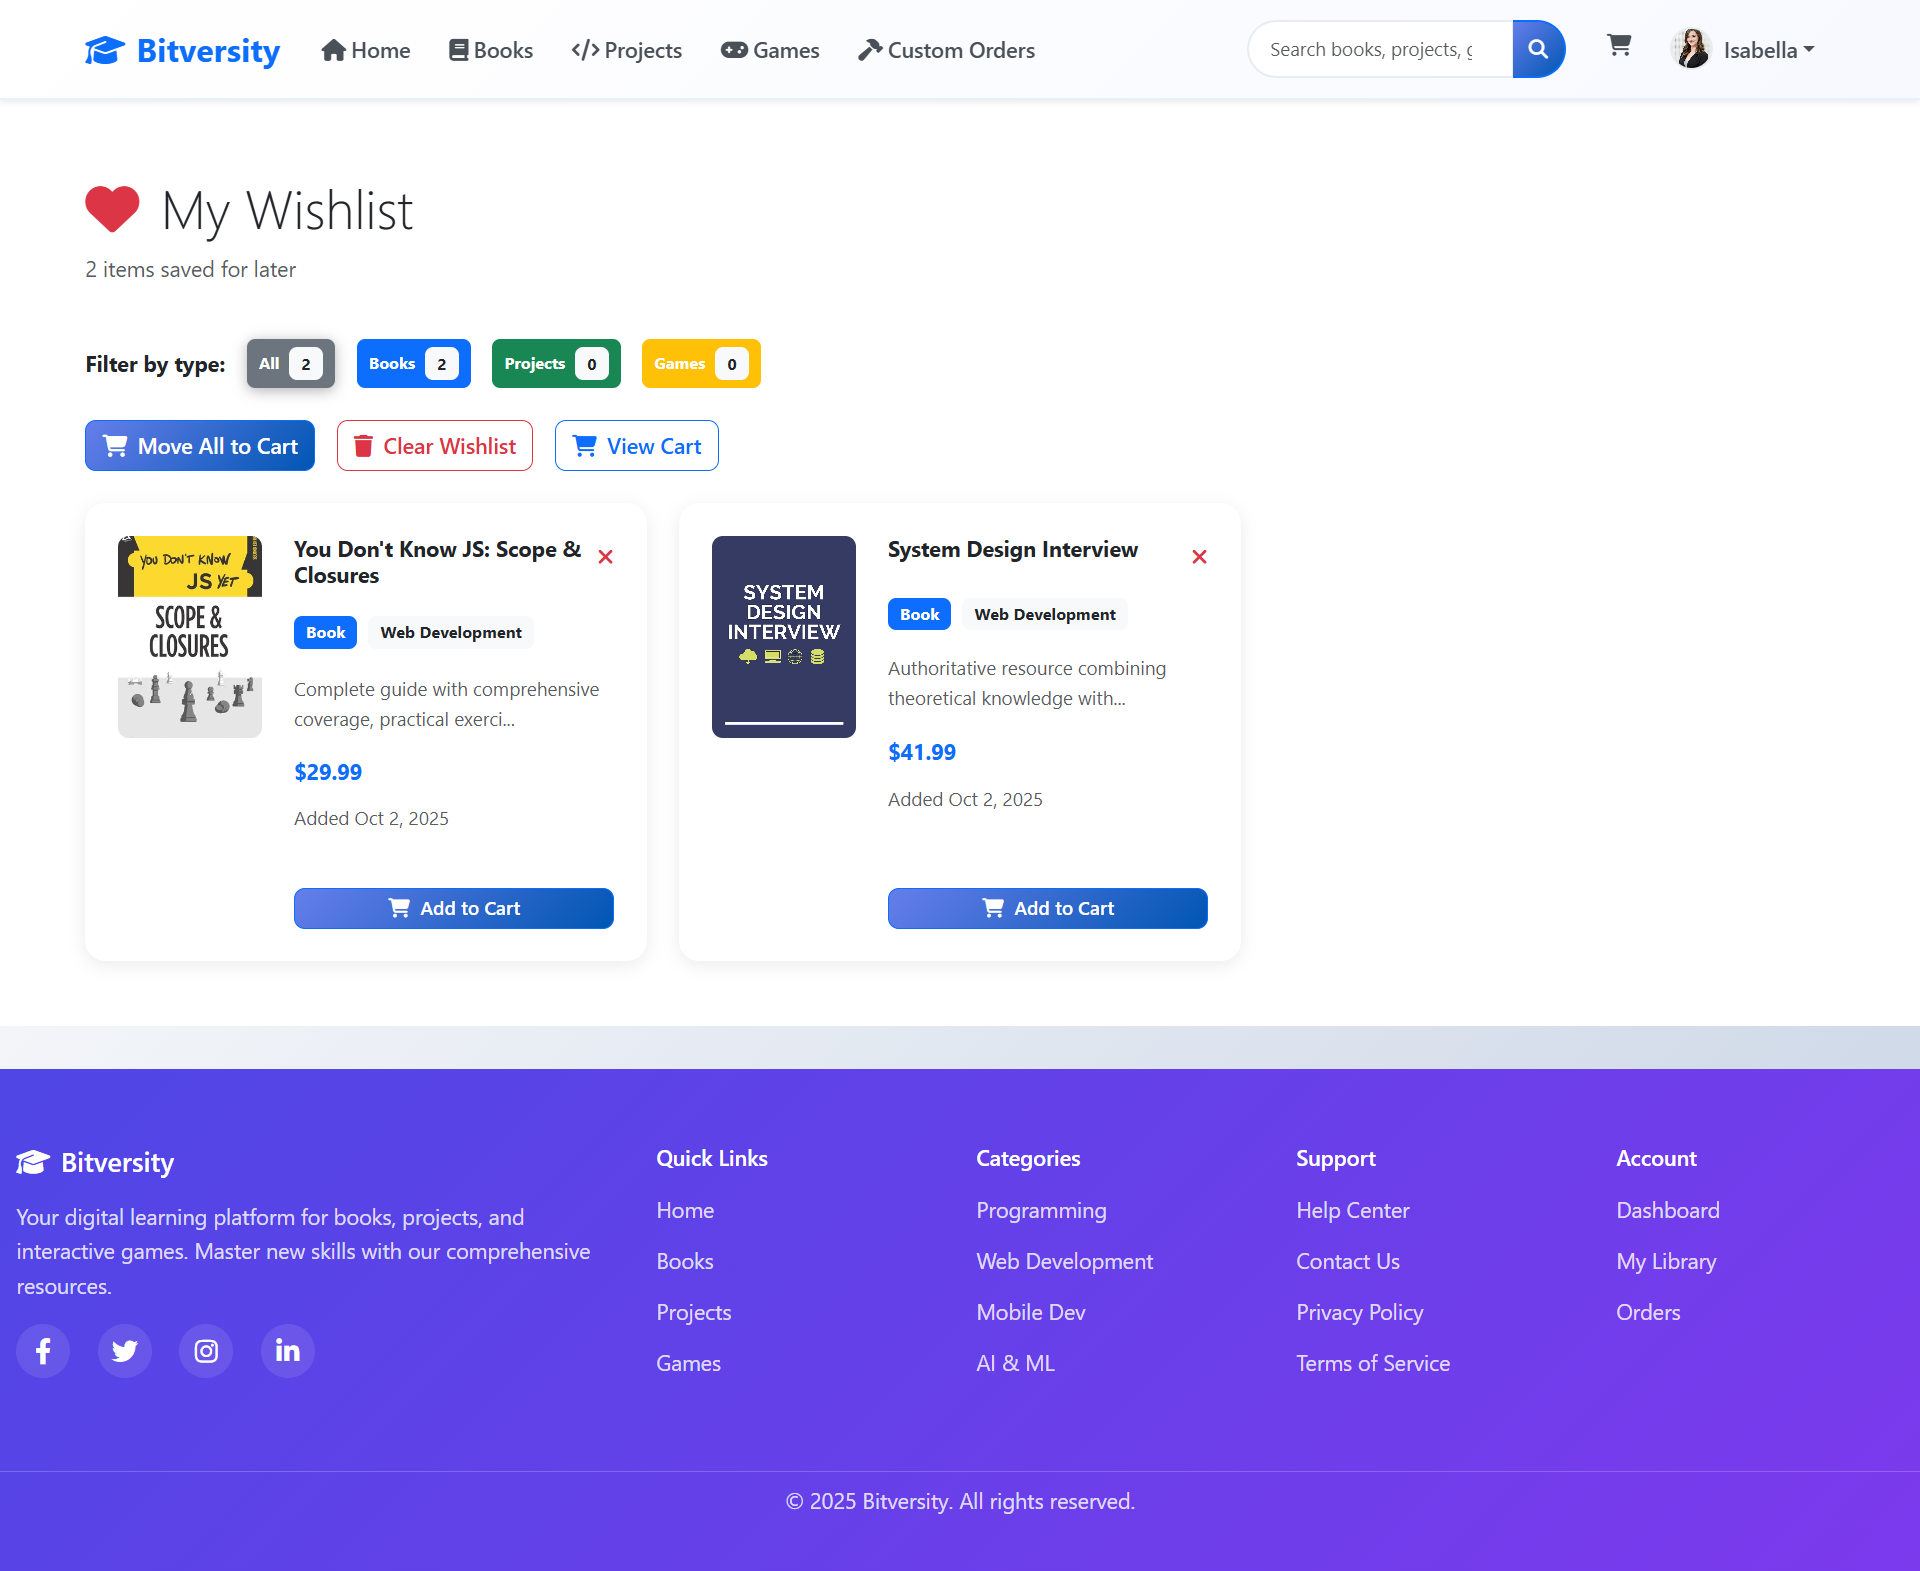 Bitversity
Home
Books
Projects
Games
Custom Orders
Search books, projects, g
Isabella
My Wishlist
2 items saved for later
Filter by type:
All 2
Books 2
Projects 0
Games 0
Move All to Cart
Clear Wishlist
View Cart
YOU DON'T KNOW
JS YET
SCOPE &
CLOSURES
You Don't Know JS: Scope &
Closures
Book
Web Development
Complete guide with comprehensive
coverage, practical exerci...
$29.99
Added Oct 2, 2025
Add to Cart
SYSTEM
DESIGN
INTERVIEW
System Design Interview
Book
Web Development
Authoritative resource combining
theoretical knowledge with...
$41.99
Added Oct 2, 2025
Add to Cart
Bitversity
Your digital learning platform for books, projects, and
interactive games. Master new skills with our comprehensive
resources.
Quick Links
Home
Books
Projects
Games
Categories
Programming
Web Development
Mobile Dev
AI & ML
Support
Help Center
Contact Us
Privacy Policy
Terms of Service
Account
Dashboard
My Library
Orders
© 2025 Bitversity. All rights reserved.